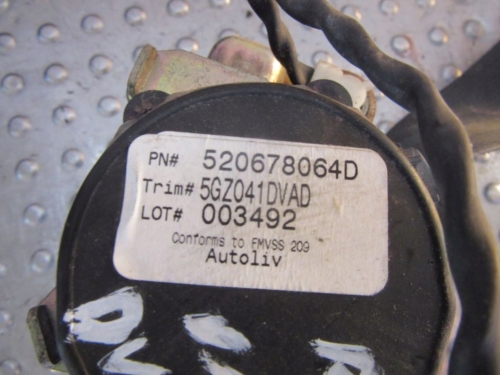 PN# 520678064D
Trim# 5GZ041DVAD
LOT# 003492
Conforms to FMVSS 209
Autoliv